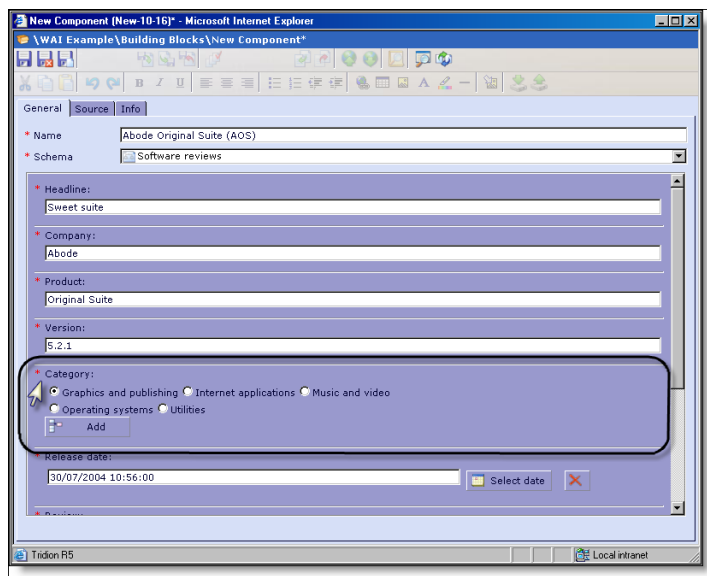 New Component (New-10-16)* - Microsoft Internet Explorer
\WAI Example\Building Blocks\New Component*
B I U A
General Source Info
* Name Abode Original Suite (AOS)
* Schema Software reviews
* Headline:
Sweet suite
* Company:
Abode
* Product:
Original Suite
* Version:
5.2.1
* Category:
Graphics and publishing Internet applications Music and video
Operating systems Utilities
Add
* Release date:
30/07/2004 10:56:00 Select date
Tridion R5 Local intranet